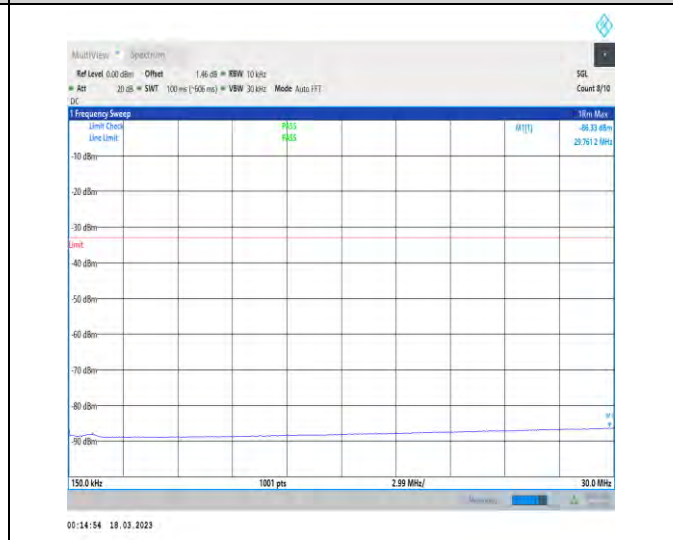 MultiView Spectrum
Ref Level 0.00 dBm Offset 1.46 dB RBW 10 kHz SGL
Att 20 dB SWT 100 ms (~606 ms) VBW 30 kHz Mode Auto FFT Count 8/10
DC
1 Frequency Sweep 1Rm Max
Limit Check PASS M1[1] -86.33 dBm
Line Limit PASS 29.7612 MHz
-10 dBm
-20 dBm
-30 dBm
Limit
-40 dBm
-50 dBm
-60 dBm
-70 dBm
-80 dBm
-90 dBm
150.0 kHz 1001 pts 2.99 MHz/ 30.0 MHz
00:14:54 18.03.2023